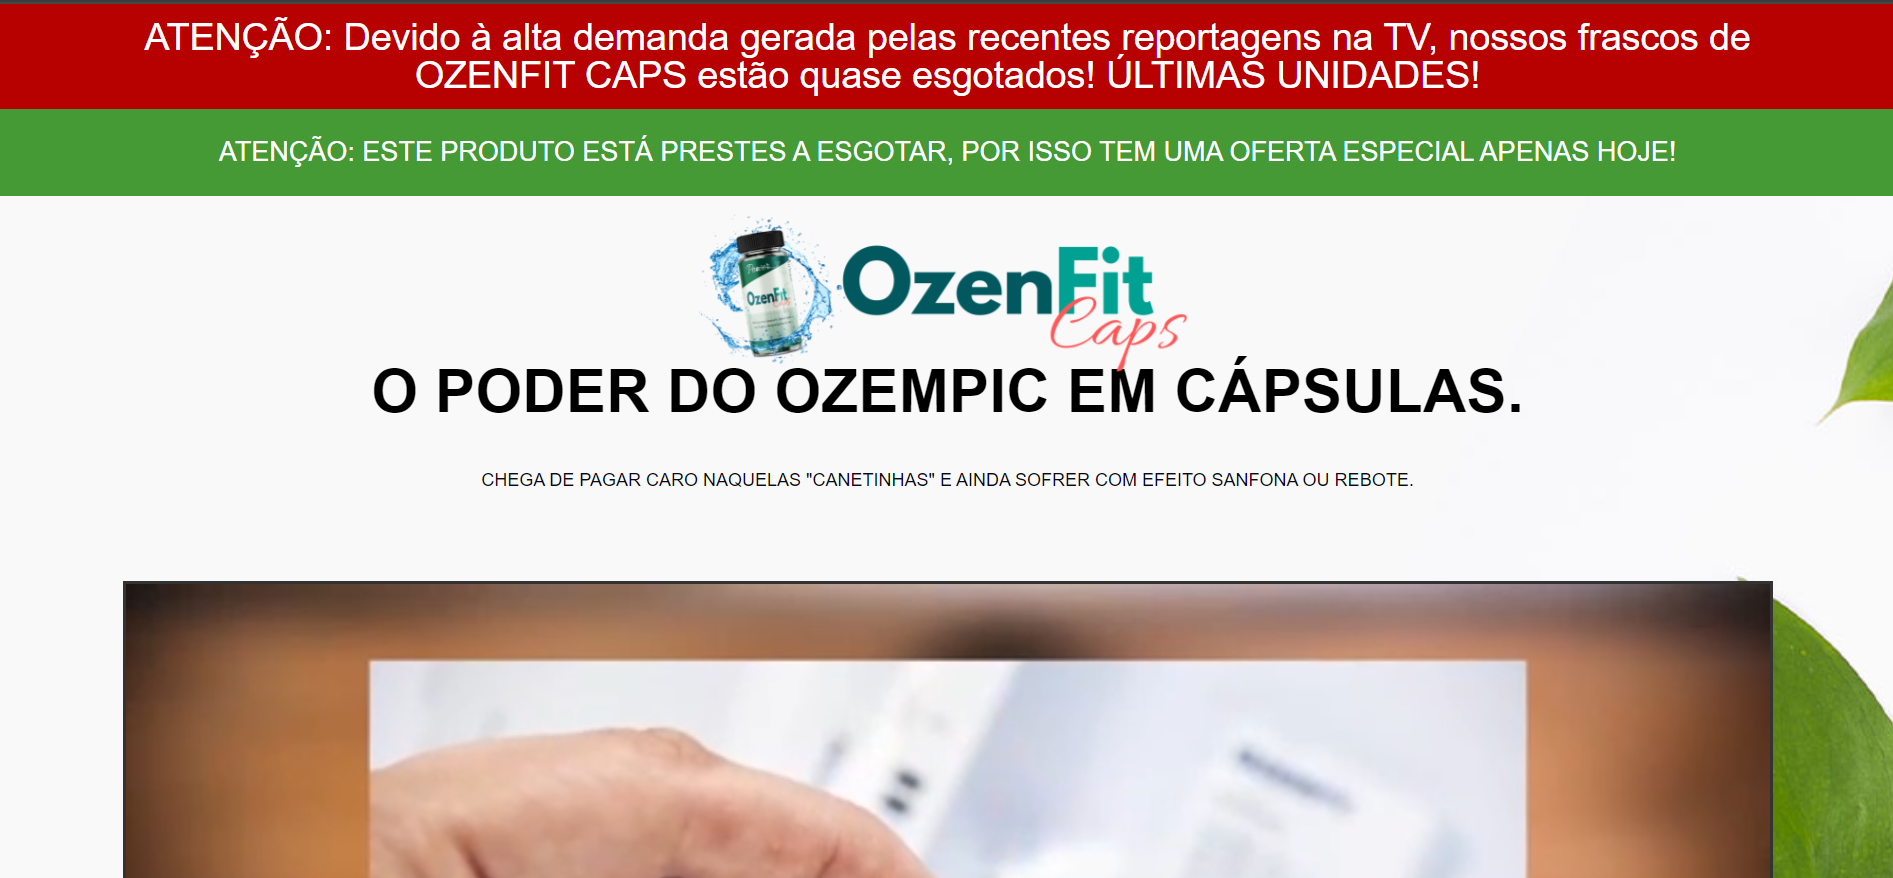 ATENÇÃO: Devido à alta demanda gerada pelas recentes reportagens na TV, nossos frascos de
OZENFIT CAPS estão quase esgotados! ÚLTIMAS UNIDADES!
ATENÇÃO: ESTE PRODUTO ESTÁ PRESTES A ESGOTAR, POR ISSO TEM UMA OFERTA ESPECIAL APENAS HOJE!
OzenFit
Caps
OzenFit
Caps
O PODER DO OZEMPIC EM CÁPSULAS.
CHEGA DE PAGAR CARO NAQUELAS "CANETINHAS" E AINDA SOFRER COM EFEITO SANFONA OU REBOTE.